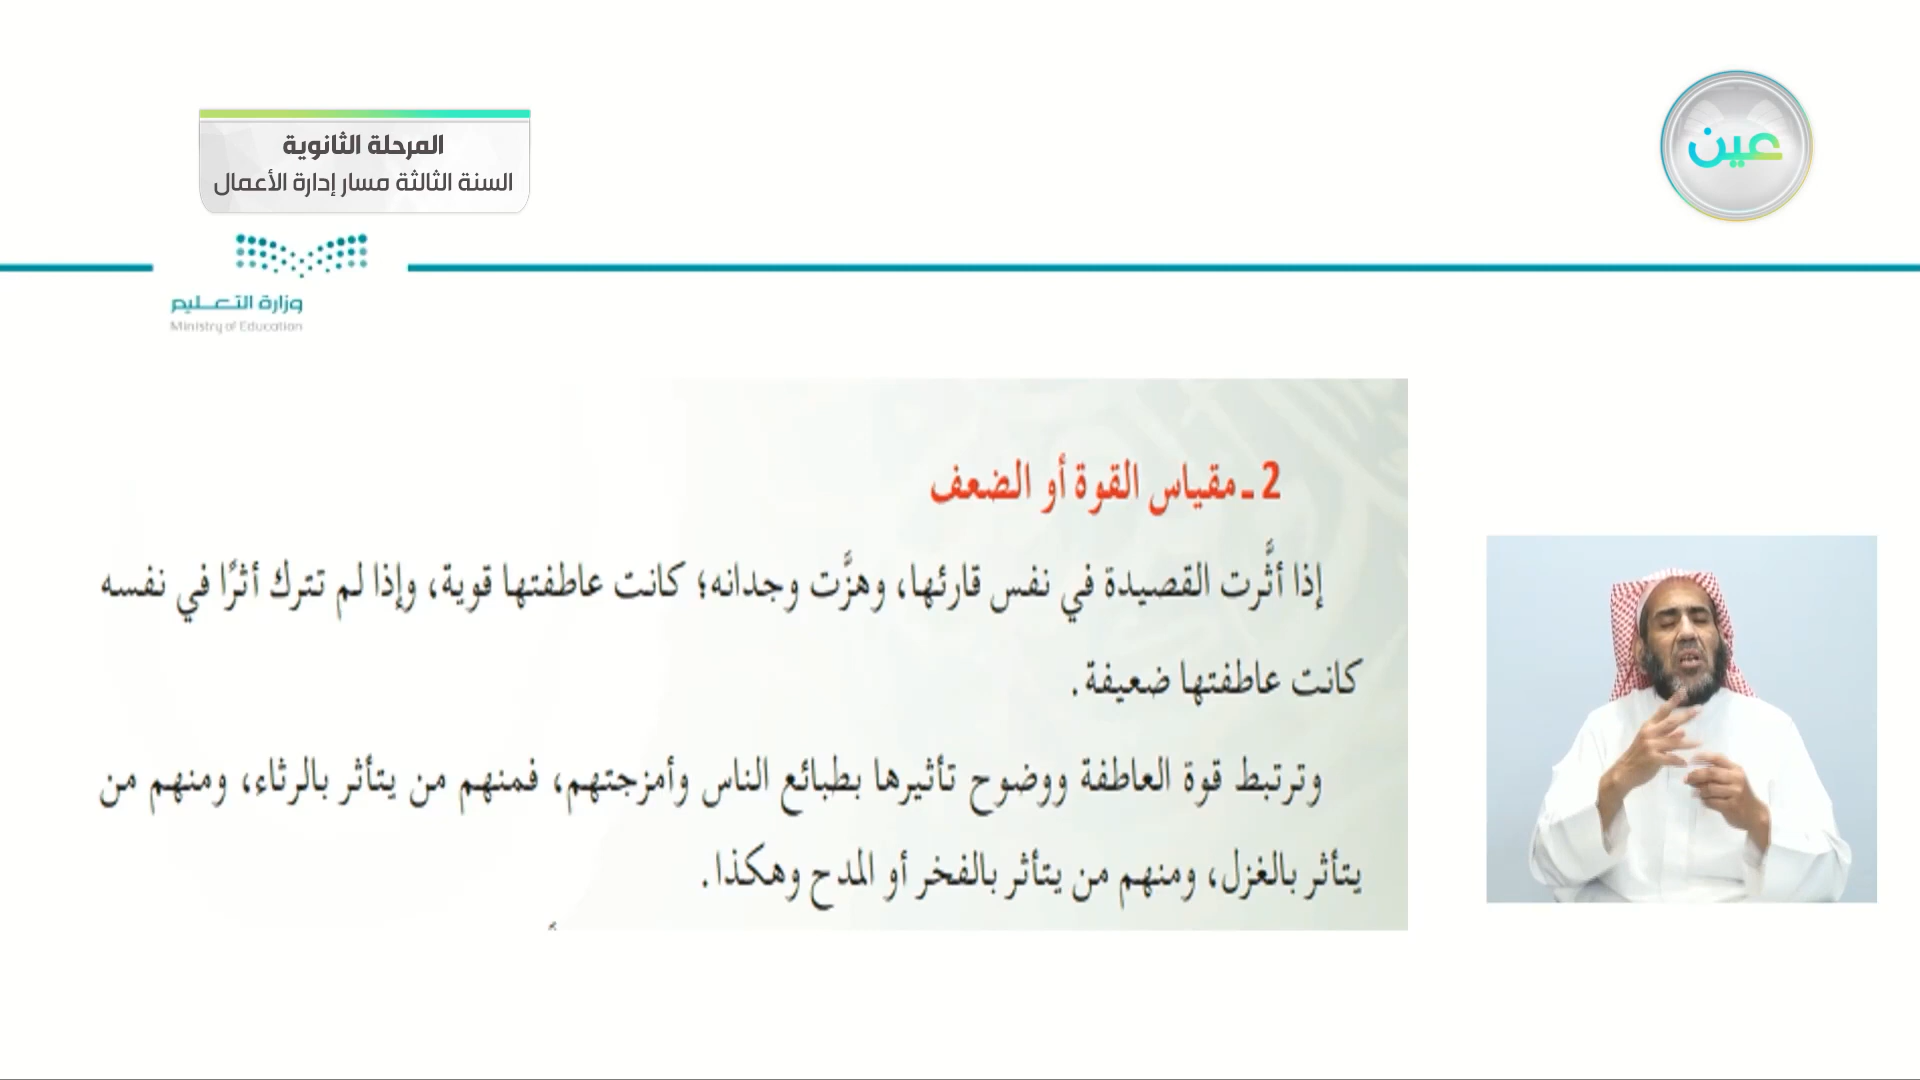 المرحلة الثانوية
السنة الثالثة مسار إدارة الأعمال
عين
وزارة التعليم
Ministry of Education
2 ـ مقياس القوة أو الضعف
إذا أثَّرت القصيدة في نفس قارئها، وهزَّت وجدانه؛ كانت عاطفتها قوية، وإذا لم تترك أثرًا في نفسه
كانت عاطفتها ضعيفة.
وترتبط قوة العاطفة ووضوح تأثيرها بطبائع الناس وأمزجتهم، فمنهم من يتأثر بالرثاء، ومنهم من
يتأثر بالغزل، ومنهم من يتأثر بالفخر أو المدح وهكذا.